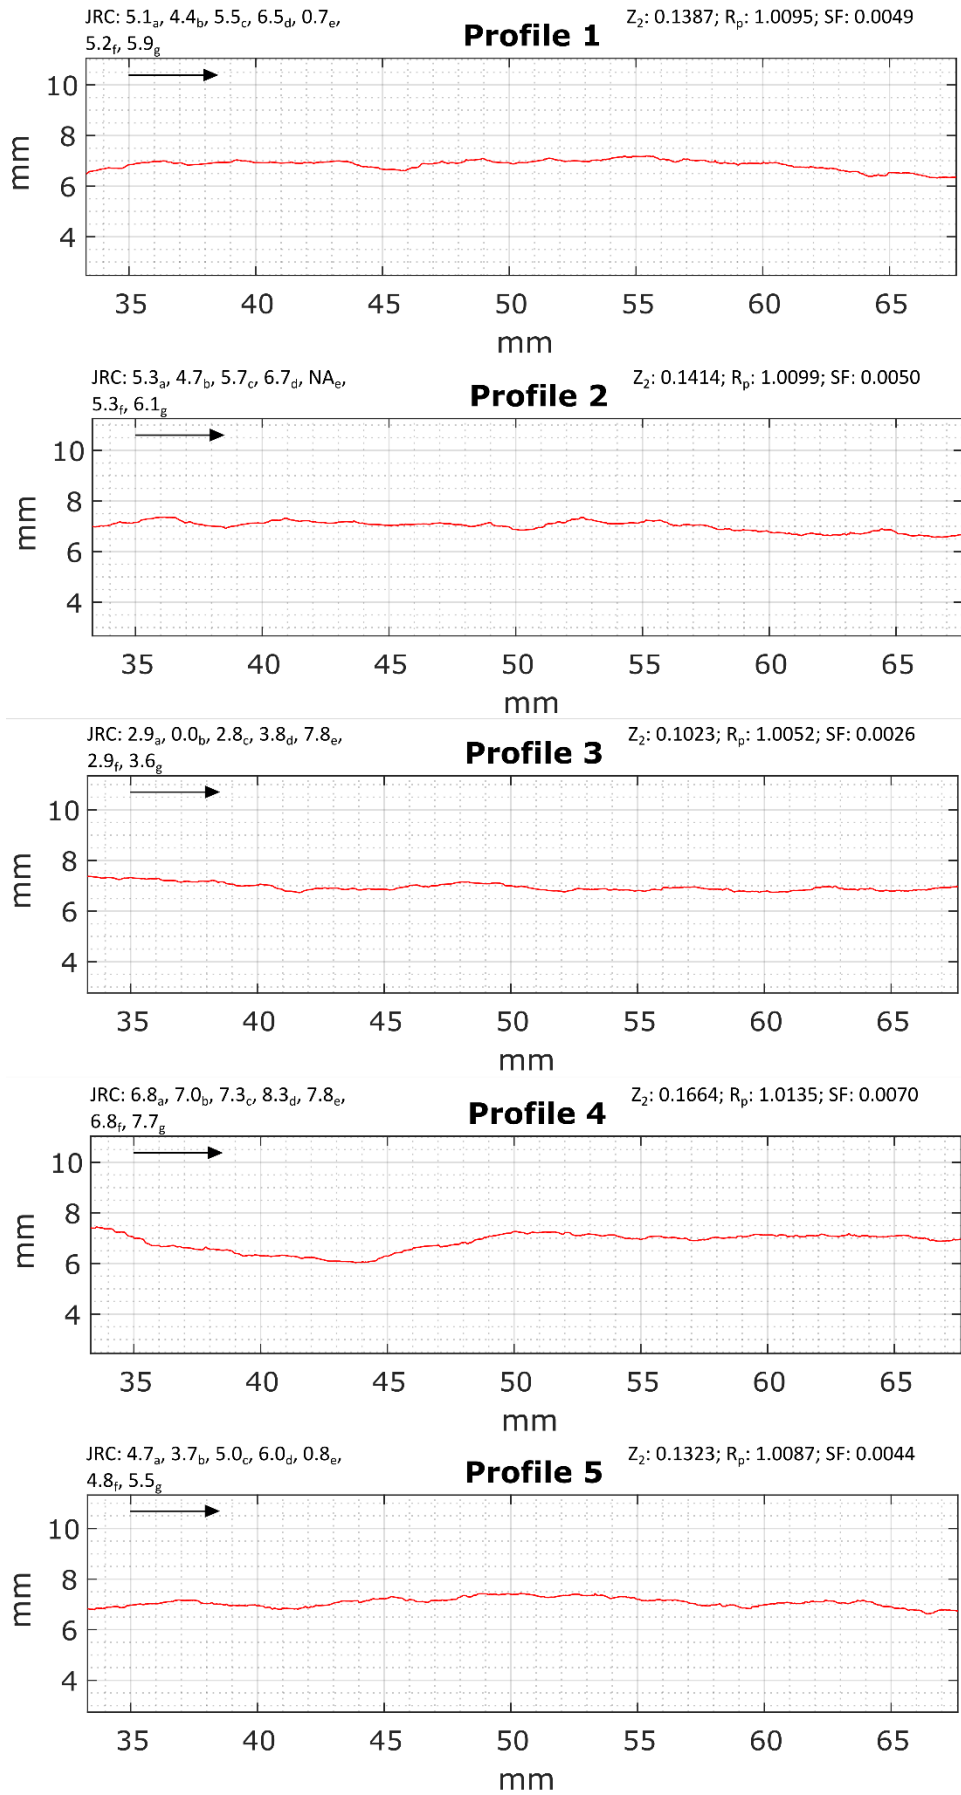 JRC: 5.1a, 4.4b, 5.5c, 6.5d, 0.7e,
5.2f, 5.9g
Profile 1
Z2: 0.1387; Rp: 1.0095; SF: 0.0049
10
8
6
4
mm
35 40 45 50 55 60 65
mm
JRC: 5.3a, 4.7b, 5.7c, 6.7d, NAe,
5.3f, 6.1g
Profile 2
Z2: 0.1414; Rp: 1.0099; SF: 0.0050
10
8
6
4
mm
35 40 45 50 55 60 65
mm
JRC: 2.9a, 0.0b, 2.8c, 3.8d, 7.8e,
2.9f, 3.6g
Profile 3
Z2: 0.1023; Rp: 1.0052; SF: 0.0026
10
8
6
4
mm
35 40 45 50 55 60 65
mm
JRC: 6.8a, 7.0b, 7.3c, 8.3d, 7.8e,
6.8f, 7.7g
Profile 4
Z2: 0.1664; Rp: 1.0135; SF: 0.0070
10
8
6
4
mm
35 40 45 50 55 60 65
mm
JRC: 4.7a, 3.7b, 5.0c, 6.0d, 0.8e,
4.8f, 5.5g
Profile 5
Z2: 0.1323; Rp: 1.0087; SF: 0.0044
10
8
6
4
mm
35 40 45 50 55 60 65
mm